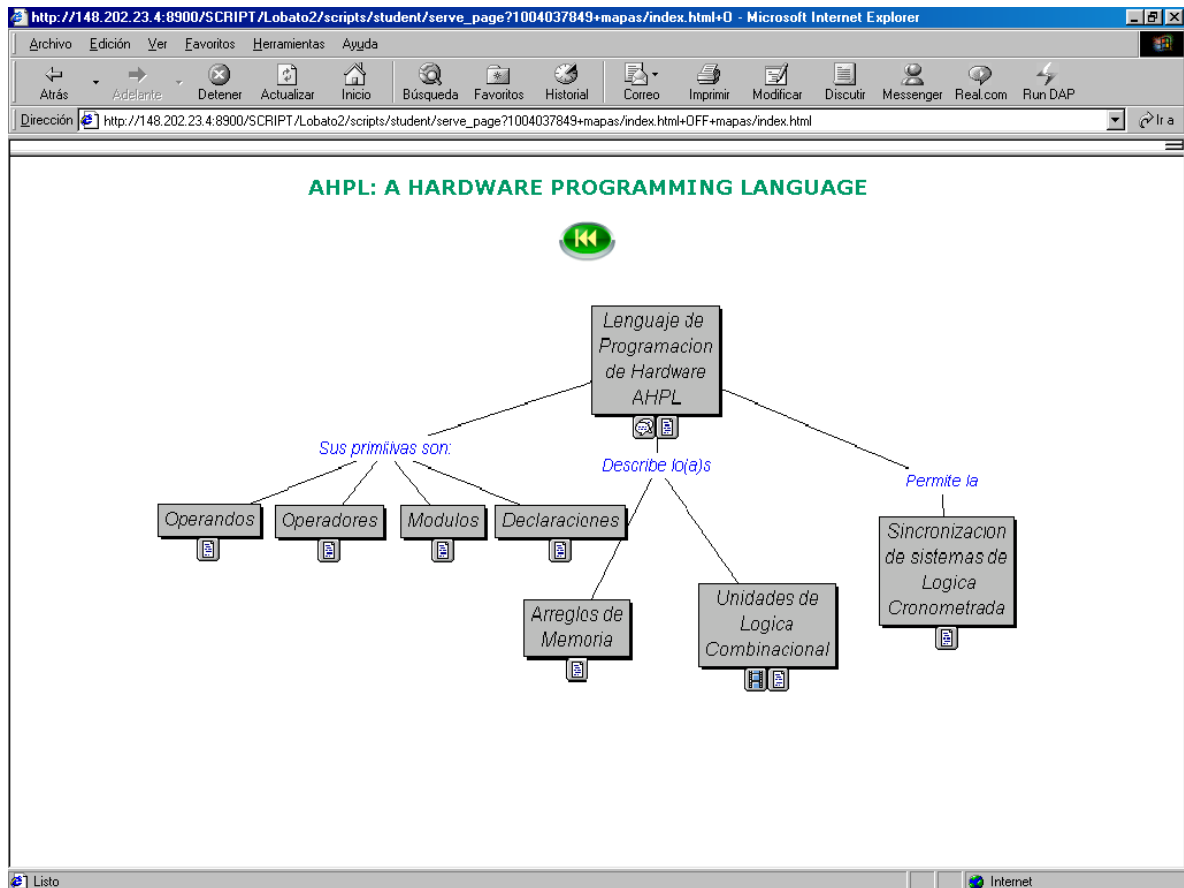 http://148.202.23.4:8900/SCRIPT/Lobato2/scripts/student/serve_page?1004037849+mapas/index.html+O - Microsoft Internet Explorer
Archivo Edición Ver Favoritos Herramientas Ayuda
Atrás Adelante Detener Actualizar Inicio Búsqueda Favoritos Historial Correo Imprimir Modificar Discutir Messenger Real.com Run DAP
Dirección http://148.202.23.4:8900/SCRIPT/Lobato2/scripts/student/serve_page?1004037849+mapas/index.html+OFF+mapas/index.html Ir a
AHPL: A HARDWARE PROGRAMMING LANGUAGE
Lenguaje de
Programacion
de Hardware
AHPL
Sus primitivas son:
Describe lo(a)s
Permite la
Operandos
Operadores
Modulos
Declaraciones
Sincronizacion
de sistemas de
Logica
Cronometrada
Arreglos de
Memoria
Unidades de
Logica
Combinacional
Listo
Internet